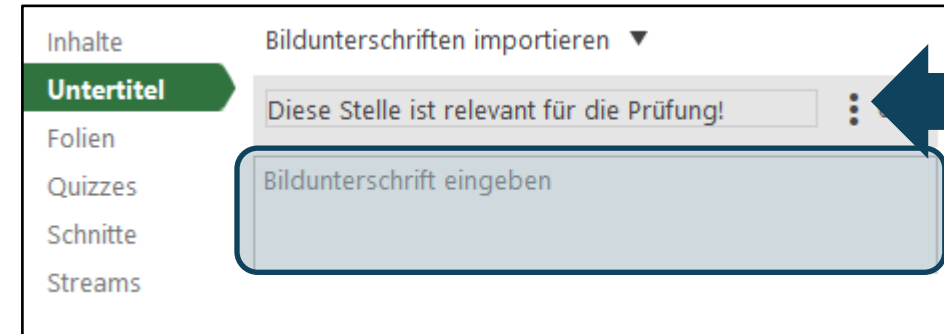 Inhalte
Untertitel
Folien
Quizzes
Schnitte
Streams
Bildunterschriften importieren ▼
Diese Stelle ist relevant für die Prüfung!
Bildunterschrift eingeben